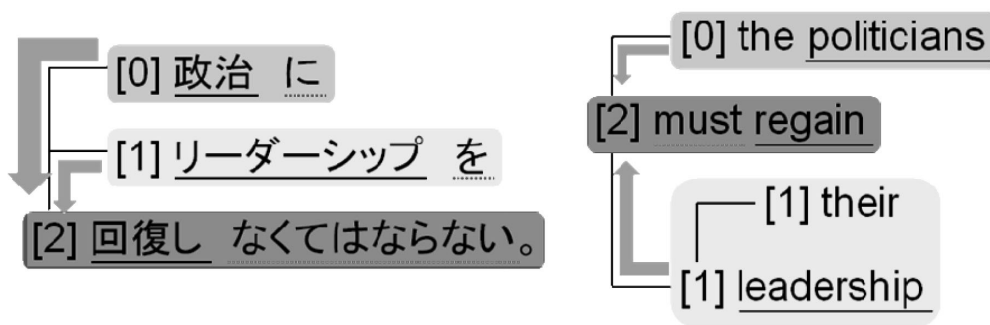 [0] 政治 に
[1] リーダーシップ を
[2] 回復し なくてはならない。
[0] the politicians
[2] must regain
[1] their
[1] leadership